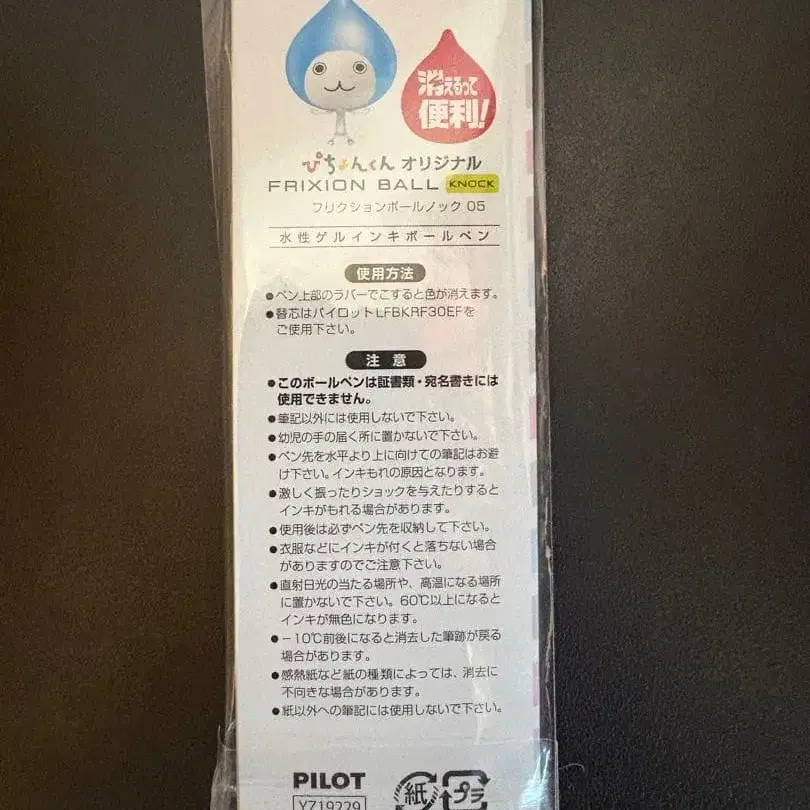 消えるって
便利!
ぴちょんくん オリジナル
FRIXION BALL KNOCK
フリクションボールノック 05
水性ゲルインキボールペン
使用方法
●ペン上部のラバーでこすると色が消えます。
●替芯はパイロットLFBKRF30EFを
ご使用下さい。
注 意
●このボールペンは証書類・宛名書きには
使用できません。
●筆記以外には使用しないで下さい。
●幼児の手の届く所に置かないで下さい。
●ペン先を水平より上に向けての筆記はお避
け下さい。インキもれの原因となります。
●激しく振ったりショックを与えたりすると
インキがもれる場合があります。
●使用後は必ずペン先を収納して下さい。
●衣服などにインキが付くと落ちない場合
がありますのでご注意下さい。
●直射日光の当たる場所や、高温になる場所
に置かないで下さい。60℃以上になると
インキが無色になります。
●－10℃前後になると消去した筆跡が戻る
場合があります。
●感熱紙など紙の種類によっては、消去に
不向きな場合があります。
●紙以外への筆記には使用しないで下さい。
PILOT
YZ19229
紙
プラ